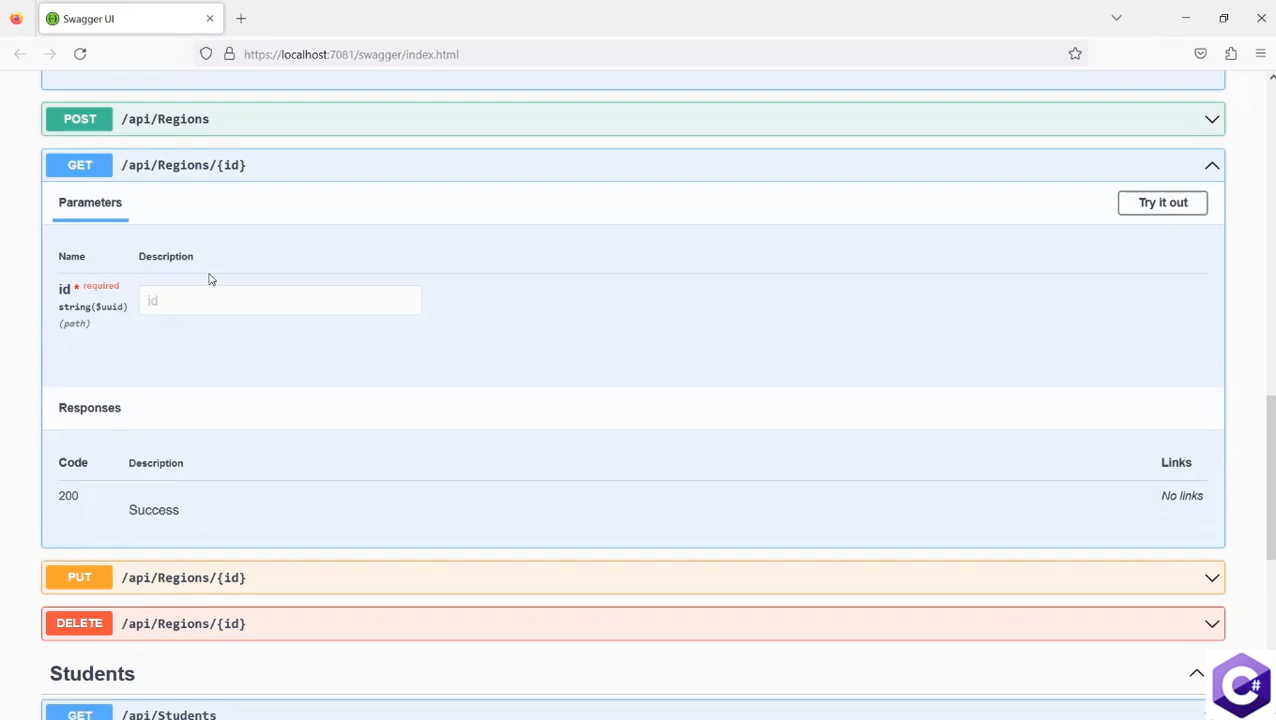 Swagger UI
https://localhost:7081/swagger/index.html
POST /api/Regions
GET /api/Regions/{id}
Parameters
Try it out
Name Description
id * required
id
string($uuid)
(path)
Responses
Code Description Links
200 No links
Success
PUT /api/Regions/{id}
DELETE /api/Regions/{id}
Students
GET /api/Students
C#